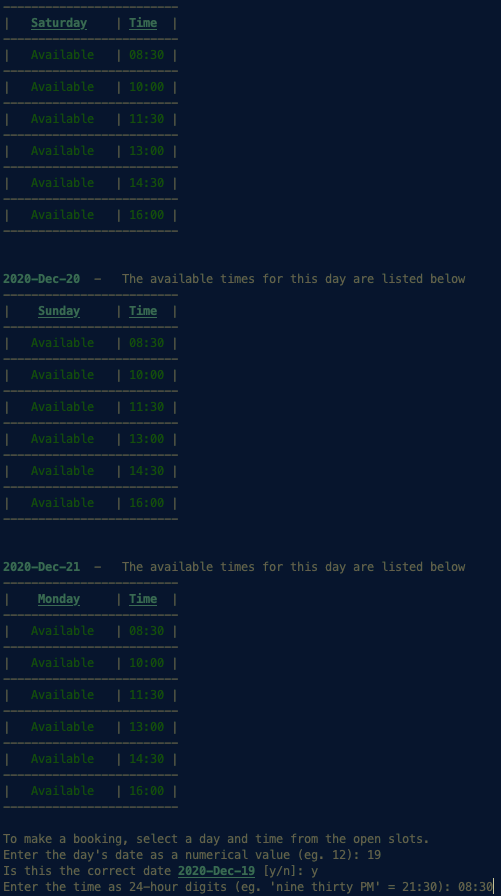 | Saturday | Time |
| Available | 08:30 |
| Available | 10:00 |
| Available | 11:30 |
| Available | 13:00 |
| Available | 14:30 |
| Available | 16:00 |
2020-Dec-20 - The available times for this day are listed below
| Sunday | Time |
| Available | 08:30 |
| Available | 10:00 |
| Available | 11:30 |
| Available | 13:00 |
| Available | 14:30 |
| Available | 16:00 |
2020-Dec-21 - The available times for this day are listed below
| Monday | Time |
| Available | 08:30 |
| Available | 10:00 |
| Available | 11:30 |
| Available | 13:00 |
| Available | 14:30 |
| Available | 16:00 |
To make a booking, select a day and time from the open slots.
Enter the day's date as a numerical value (eg. 12): 19
Is this the correct date 2020-Dec-19 [y/n]: y
Enter the time as 24-hour digits (eg. 'nine thirty PM' = 21:30): 08:30